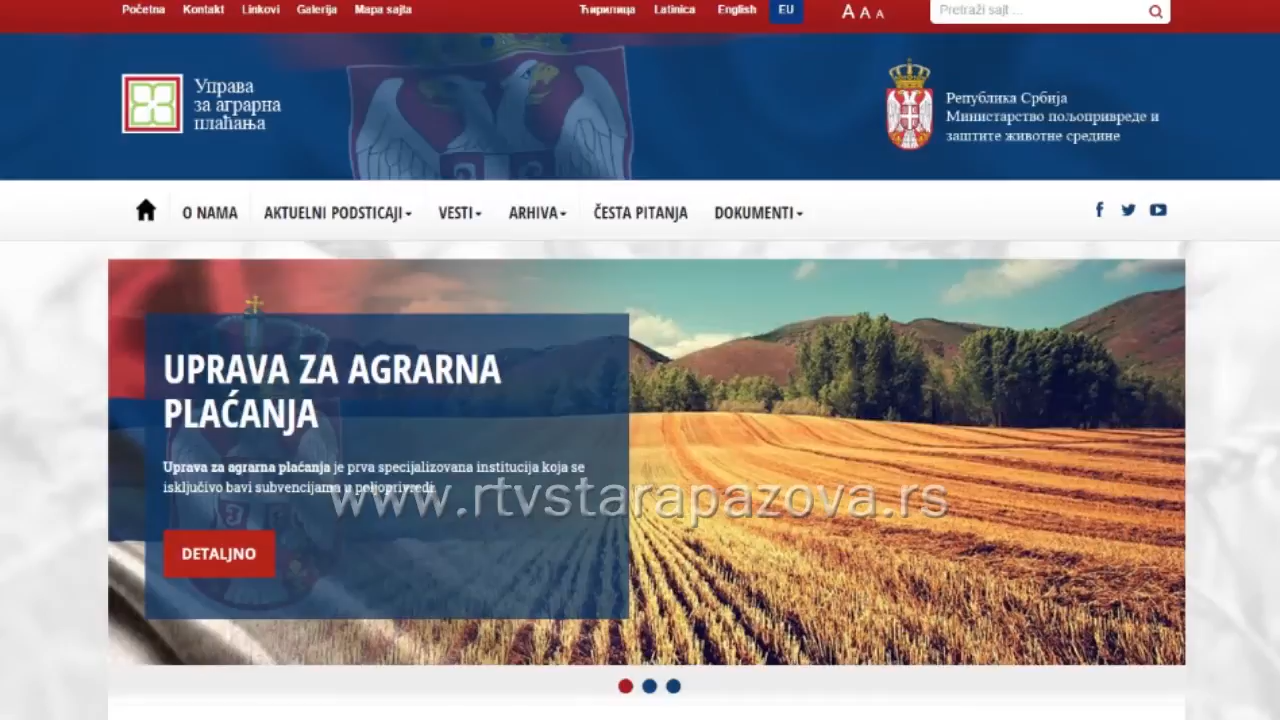 Početna Kontakt Linkovi Galerija Mapa sajta Ћирилица Latinica English EU A A A Pretraži sajt ...
Управа
за аграрна
плаћања
Република Србија
Министарство пољопривреде и
заштите животне средине
O NAMA AKTUELNI PODSTICAJI VESTI ARHIVA ČESTA PITANJA DOKUMENTI
UPRAVA ZA AGRARNA
PLAĆANJA
Uprava za agrarna plaćanja je prva specijalizovana institucija koja se
isključivo bavi subvencijama u poljoprivredi.
www.rtvstarapazova.rs
DETALJNO